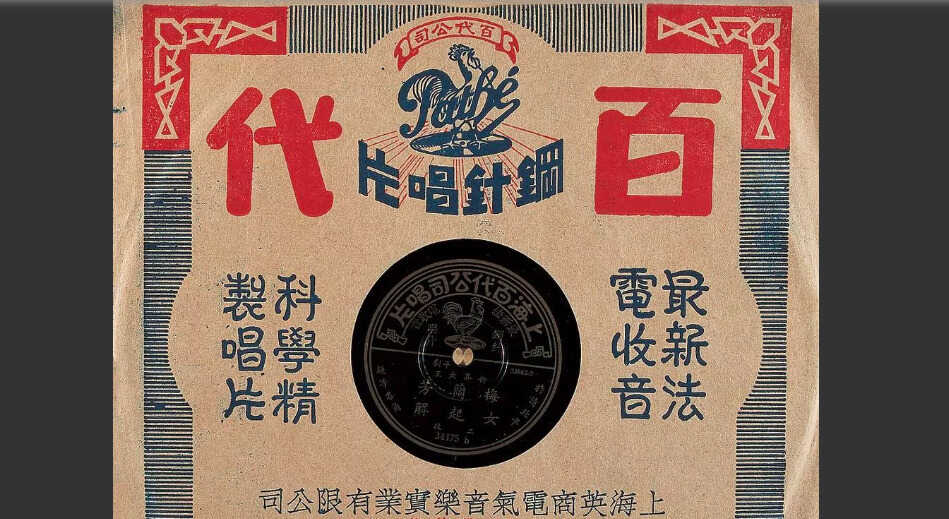 百代公司
Pathé
百代
鋼針唱片
最新法
電收音
科學精
製唱片
上海百代公司唱片
梅蘭芳
女起解
34175 b
上海英商電氣音樂實業有限公司